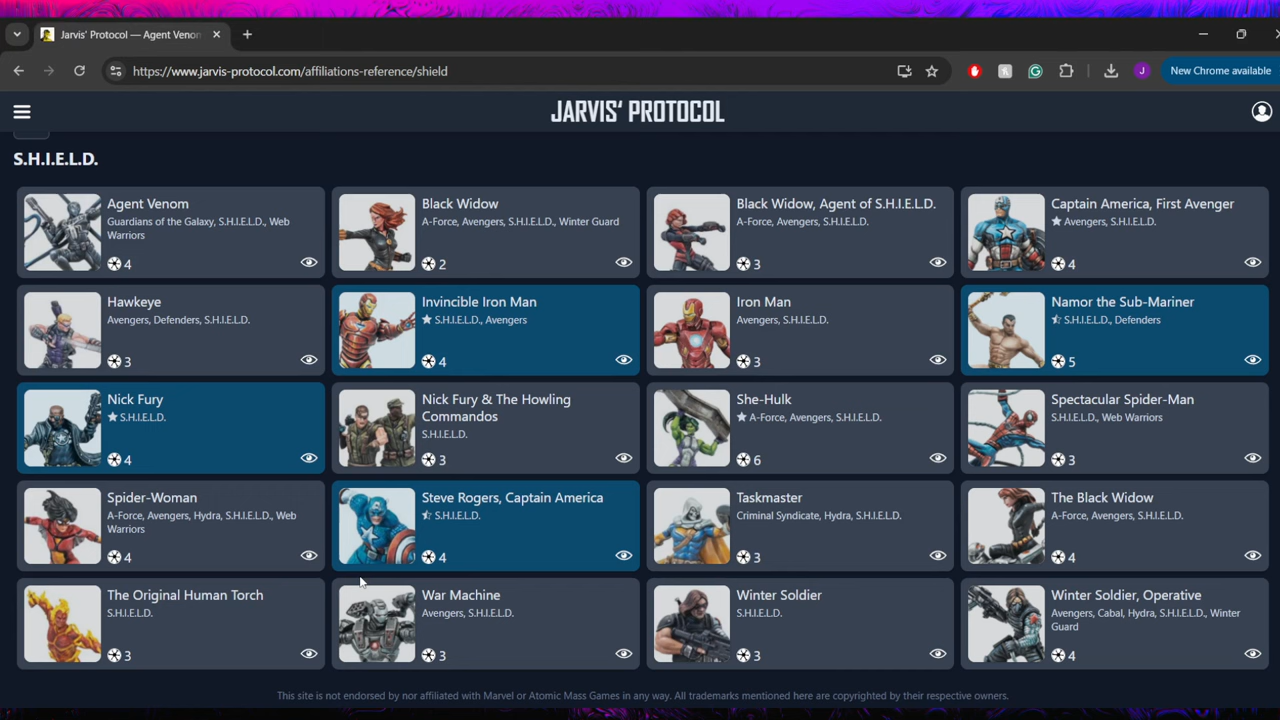 Jarvis' Protocol — Agent Venom
https://www.jarvis-protocol.com/affiliations-reference/shield
J
New Chrome available
JARVIS' PROTOCOL
S.H.I.E.L.D.
Agent Venom
Guardians of the Galaxy, S.H.I.E.L.D., Web
Warriors
4
Black Widow
A-Force, Avengers, S.H.I.E.L.D., Winter Guard
2
Black Widow, Agent of S.H.I.E.L.D.
A-Force, Avengers, S.H.I.E.L.D.
3
Captain America, First Avenger
Avengers, S.H.I.E.L.D.
4
Hawkeye
Avengers, Defenders, S.H.I.E.L.D.
3
Invincible Iron Man
S.H.I.E.L.D., Avengers
4
Iron Man
Avengers, S.H.I.E.L.D.
3
Namor the Sub-Mariner
S.H.I.E.L.D., Defenders
5
Nick Fury
S.H.I.E.L.D.
4
Nick Fury & The Howling
Commandos
S.H.I.E.L.D.
3
She-Hulk
A-Force, Avengers, S.H.I.E.L.D.
6
Spectacular Spider-Man
S.H.I.E.L.D., Web Warriors
3
Spider-Woman
A-Force, Avengers, Hydra, S.H.I.E.L.D., Web
Warriors
4
Steve Rogers, Captain America
S.H.I.E.L.D.
4
Taskmaster
Criminal Syndicate, Hydra, S.H.I.E.L.D.
3
The Black Widow
A-Force, Avengers, S.H.I.E.L.D.
4
The Original Human Torch
S.H.I.E.L.D.
3
War Machine
Avengers, S.H.I.E.L.D.
3
Winter Soldier
S.H.I.E.L.D.
3
Winter Soldier, Operative
Avengers, Cabal, Hydra, S.H.I.E.L.D., Winter
Guard
4
This site is not endorsed by nor affiliated with Marvel or Atomic Mass Games in any way. All trademarks mentioned here are copyrighted by their respective owners.